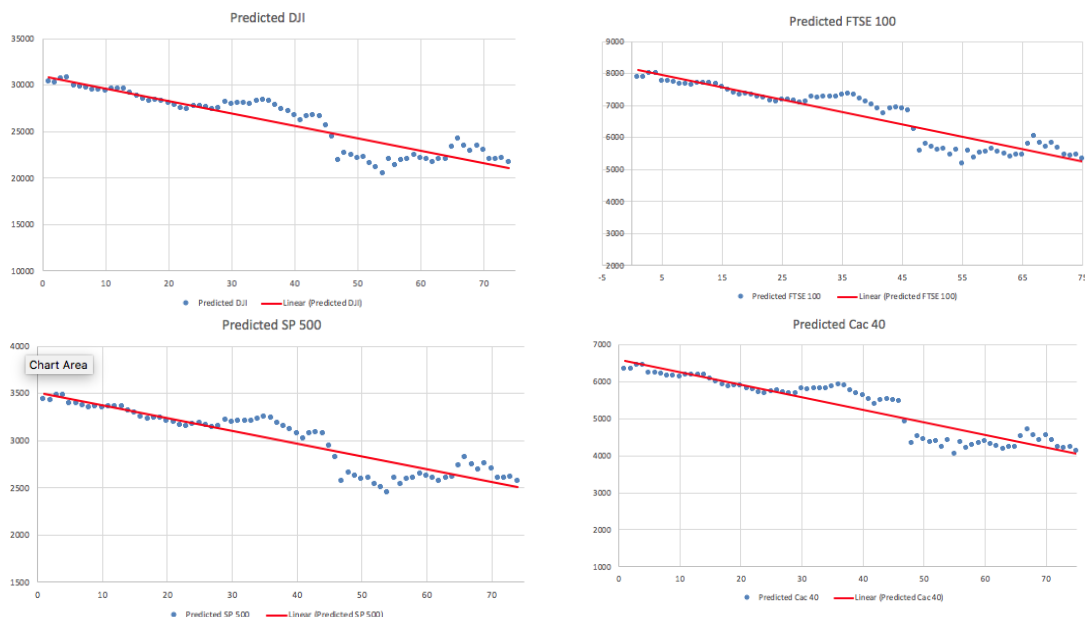 Predicted DJI
35000
30000
25000
20000
15000
10000
0 10 20 30 40 50 60 70
Predicted DJI Linear (Predicted DJI)
Predicted FTSE 100
9000
8000
7000
6000
5000
4000
3000
2000
-5 5 15 25 35 45 55 65 75
Predicted FTSE 100 Linear (Predicted FTSE 100)
Predicted SP 500
4000
Chart Area
3500
3000
2500
2000
1500
0 10 20 30 40 50 60 70
Predicted SP 500 Linear (Predicted SP 500)
Predicted Cac 40
7000
6000
5000
4000
3000
2000
1000
0 10 20 30 40 50 60 70
Predicted Cac 40 Linear (Predicted Cac 40)